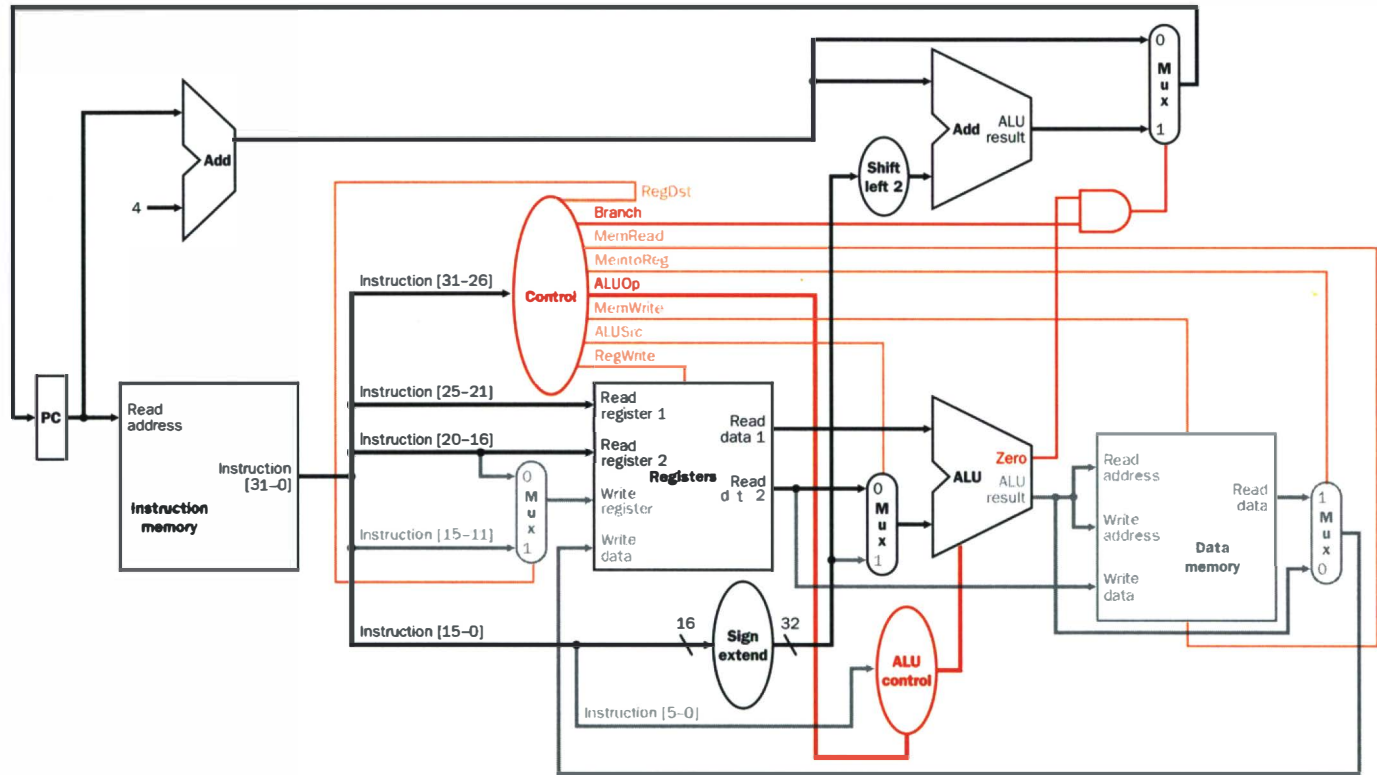 0
M
u
x
1
Add
ALU
result
Add
4
Shift
left 2
RegDst
Branch
MemRead
MemtoReg
ALUOp
MemWrite
ALUSrc
RegWrite
Control
Instruction [31–26]
Instruction [25–21]
Instruction [20–16]
Instruction [15–11]
Instruction [15–0]
Instruction [5–0]
PC
Read
address
Instruction
[31–0]
Instruction
memory
0
M
u
x
1
Read
register 1
Read
register 2
Registers
Write
register
Write
data
Read
data 1
Read
d t 2
0
M
u
x
1
Zero
ALU
ALU
result
Read
address
Write
address
Write
data
Read
data
Data
memory
1
M
u
x
0
16
Sign
extend
32
ALU
control